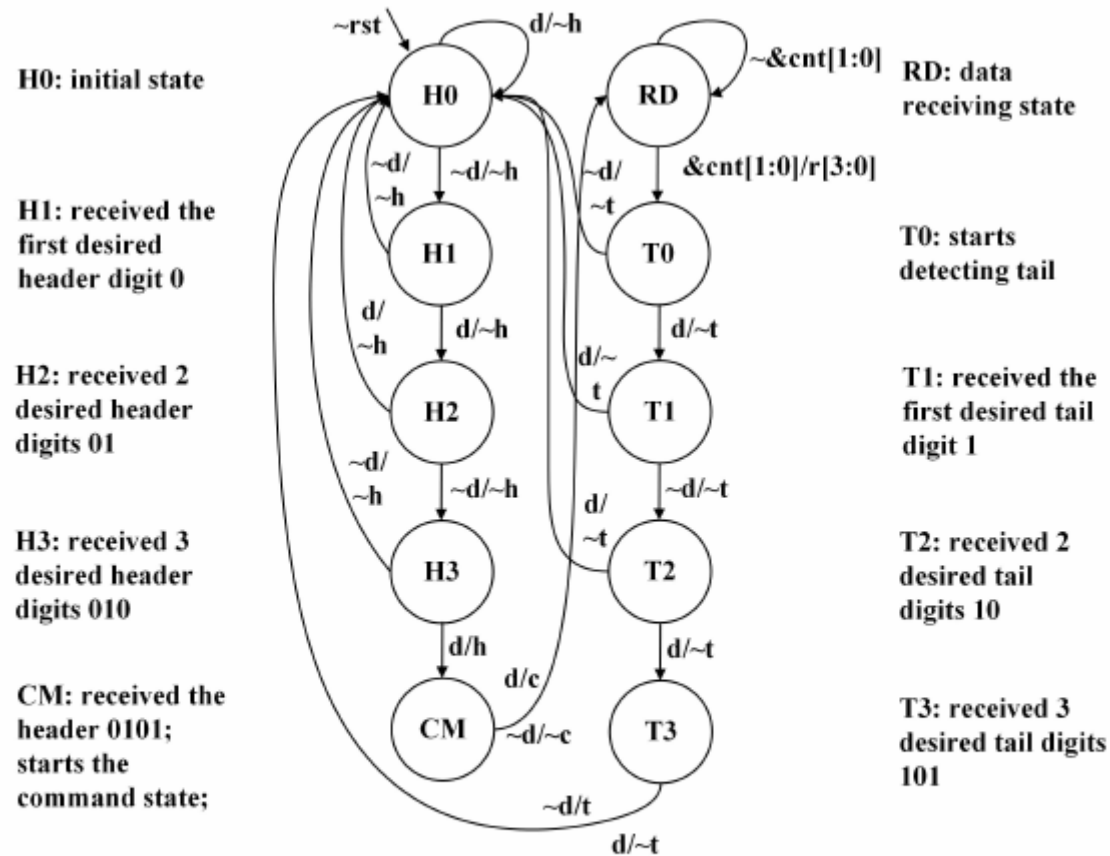 ~rst
d/~h
~&cnt[1:0]
H0: initial state
H0
RD
RD: data
receiving state
~d/
~h
~d/~h
~d/
~t
&cnt[1:0]/r[3:0]
H1: received the
first desired
header digit 0
H1
T0
T0: starts
detecting tail
d/
~h
d/~h
d/~
t
d/~t
H2: received 2
desired header
digits 01
H2
T1
T1: received the
first desired tail
digit 1
~d/
~h
~d/~h
d/
~t
~d/~t
H3: received 3
desired header
digits 010
H3
T2
T2: received 2
desired tail
digits 10
d/h
d/c
d/~t
CM: received the
header 0101;
starts the
command state;
CM
~d/~c
T3
T3: received 3
desired tail digits
101
~d/t
d/~t